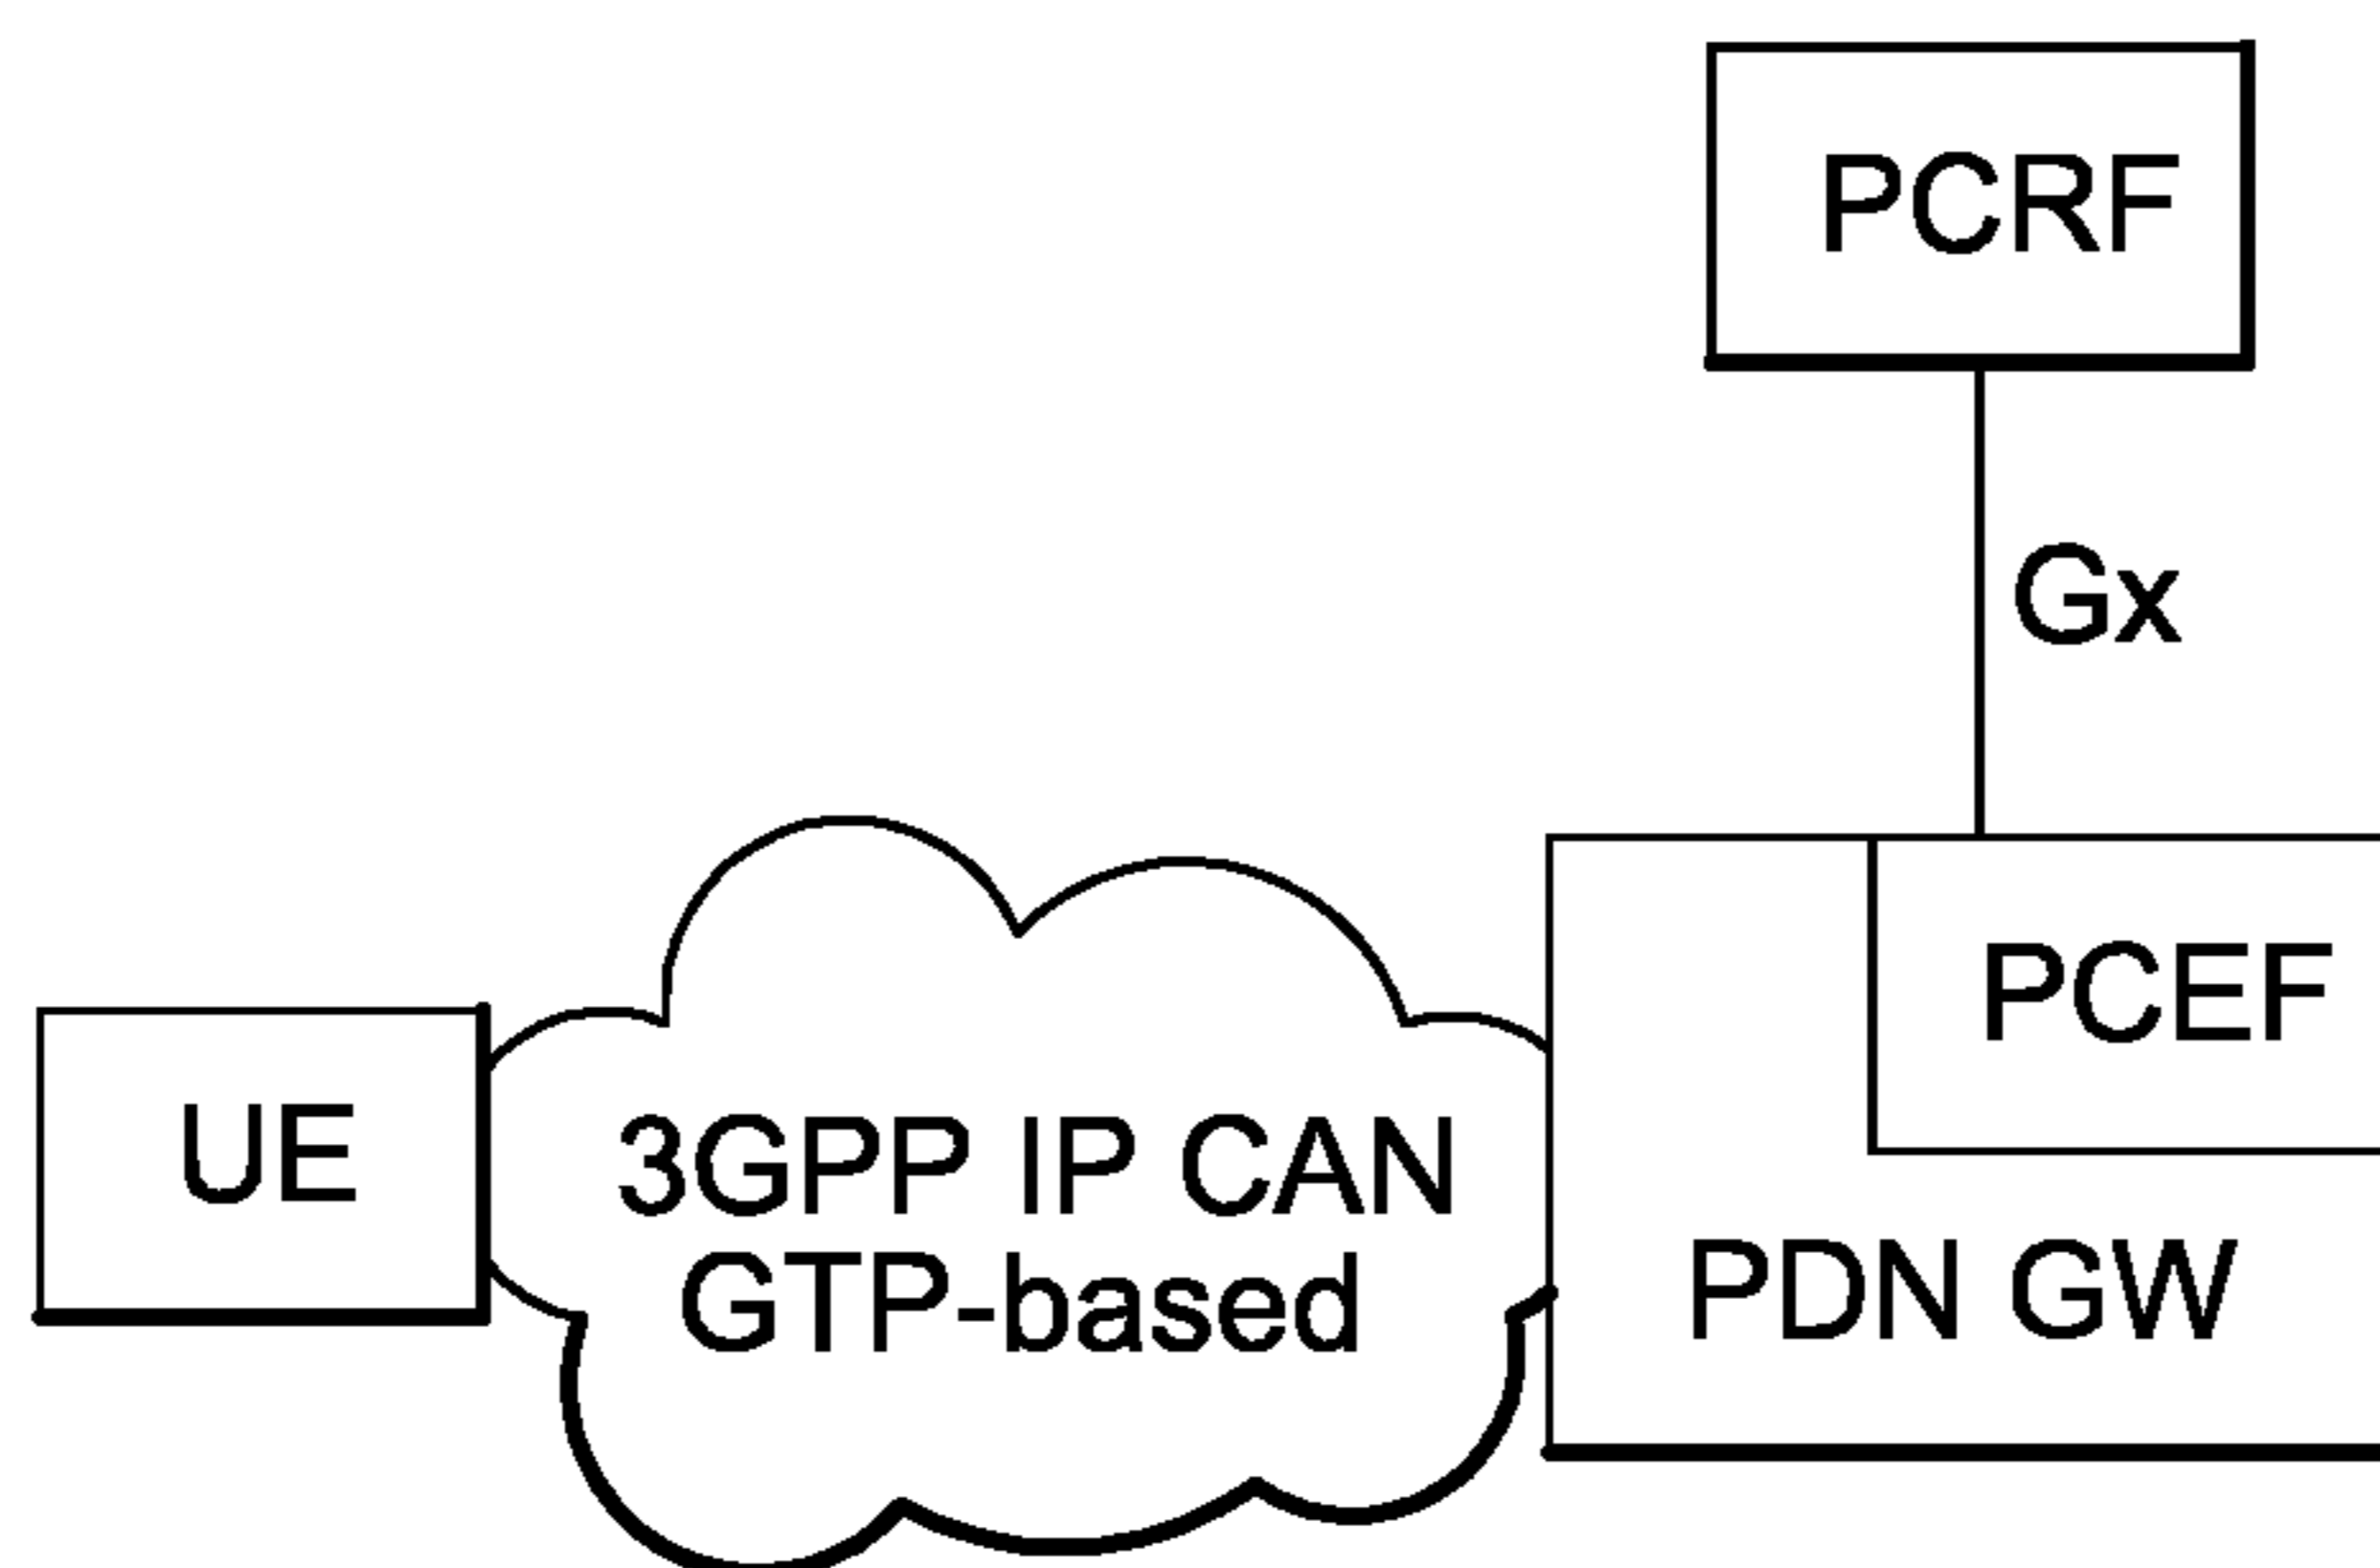 PCRF
Gx
PCEF
UE
3GPP IP CAN
GTP-based
PDN GW